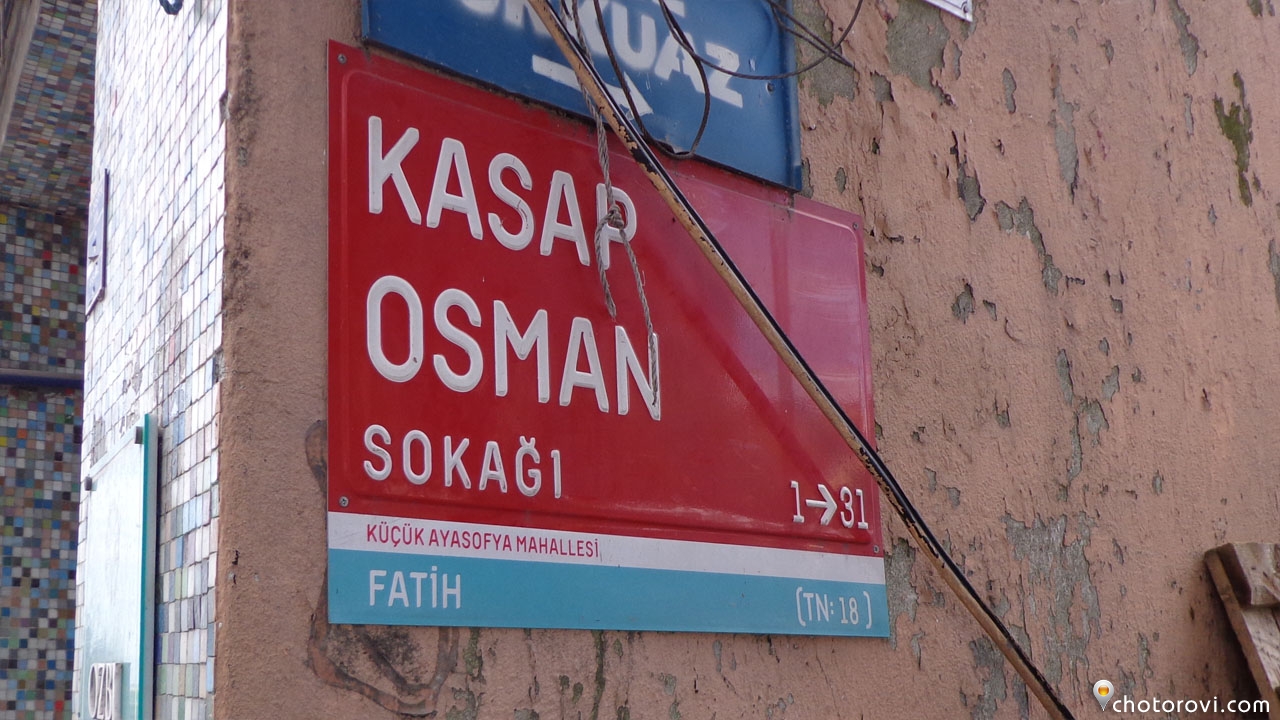 KASAP
OSMAN
SOKAĞI
1→31
KÜÇÜK AYASOFYA MAHALLESİ
FATİH
(TN: 18)
chotorovi.com